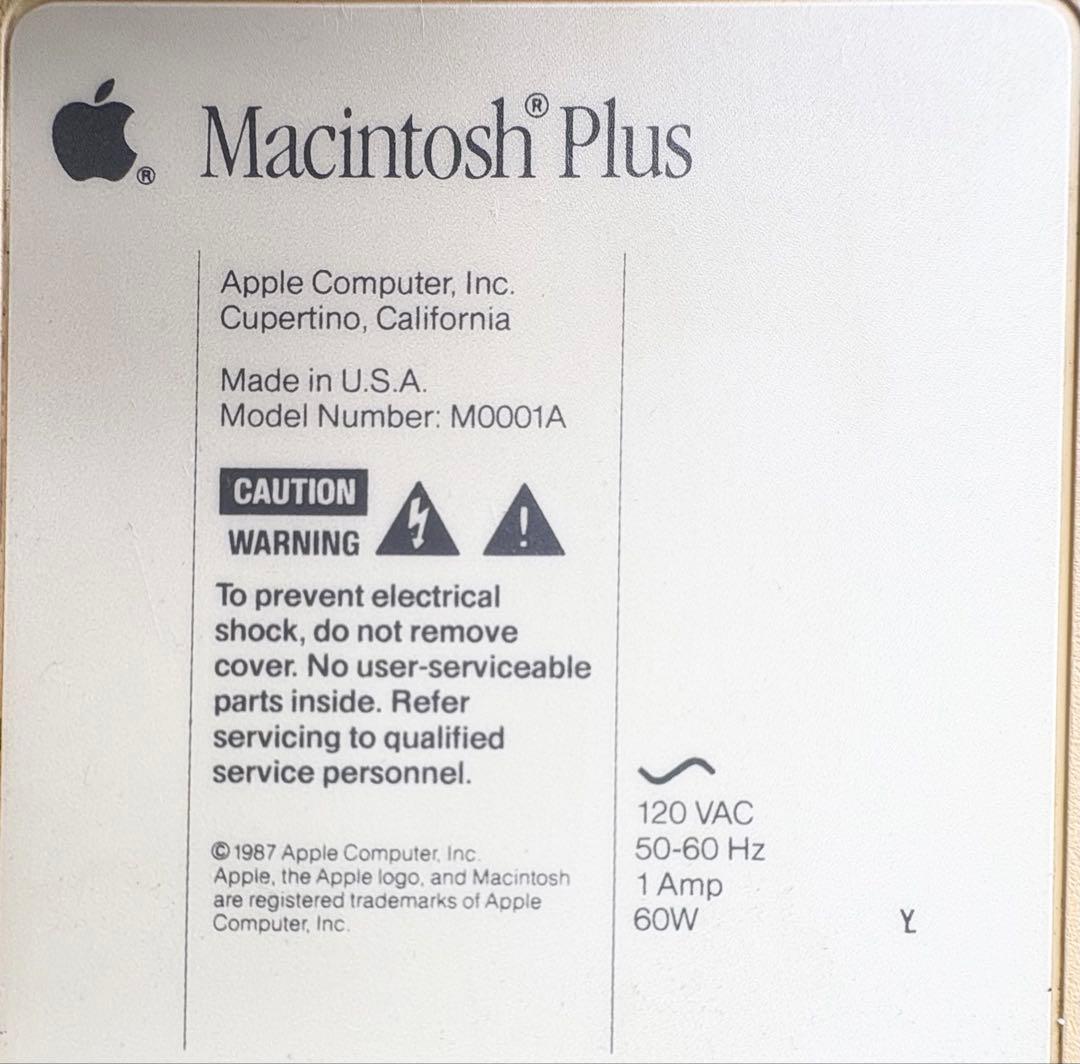 Macintosh® Plus
®
Apple Computer, Inc.
Cupertino, California
Made in U.S.A.
Model Number: M0001A
CAUTION
WARNING
!
To prevent electrical
shock, do not remove
cover. No user-serviceable
parts inside. Refer
servicing to qualified
service personnel.
©1987 Apple Computer, Inc.
Apple, the Apple logo, and Macintosh
are registered trademarks of Apple
Computer, Inc.
120 VAC
50-60 Hz
1 Amp
60W
Y